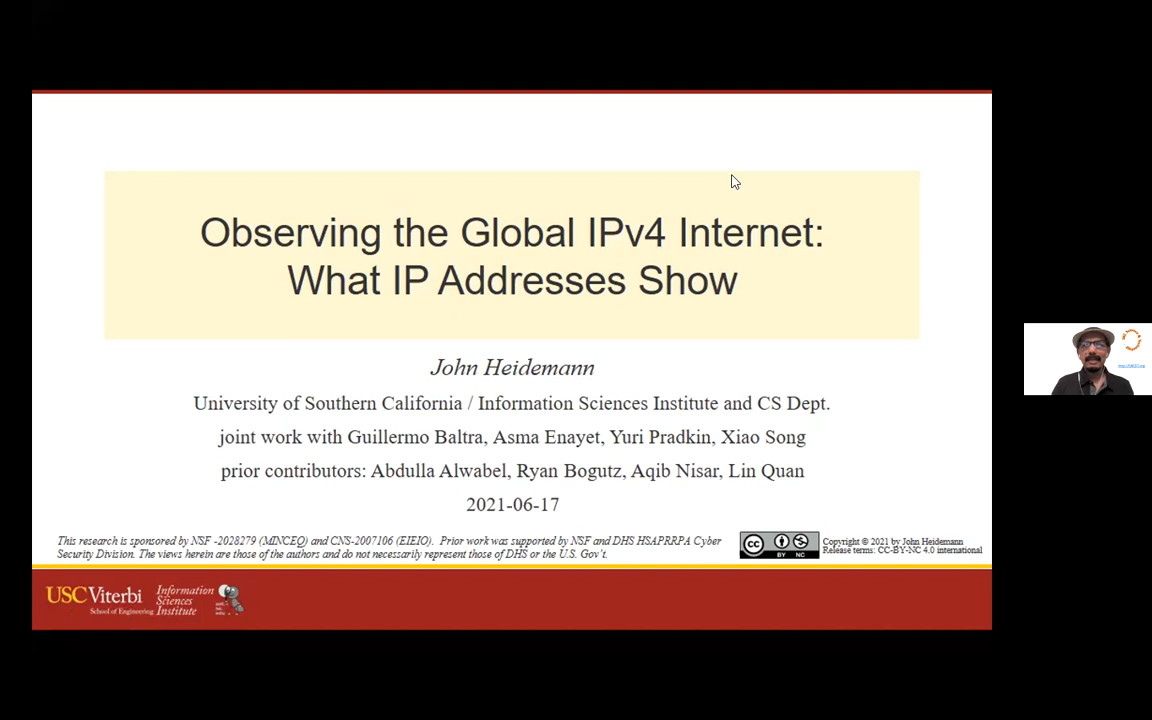 Observing the Global IPv4 Internet:
What IP Addresses Show
John Heidemann
University of Southern California / Information Sciences Institute and CS Dept.
joint work with Guillermo Baltra, Asma Enayet, Yuri Pradkin, Xiao Song
prior contributors: Abdulla Alwabel, Ryan Bogutz, Aqib Nisar, Lin Quan
2021-06-17
This research is sponsored by NSF -2028279 (MINCEQ) and CNS-2007106 (EIEIO). Prior work was supported by NSF and DHS HSAPRRPA Cyber
Security Division. The views herein are those of the authors and do not necessarily represent those of DHS or the U.S. Gov't.
cc BY NC
Copyright © 2021 by John Heidemann
Release terms: CC-BY-NC 4.0 international
USC Viterbi
School of Engineering
Information
Sciences
Institute